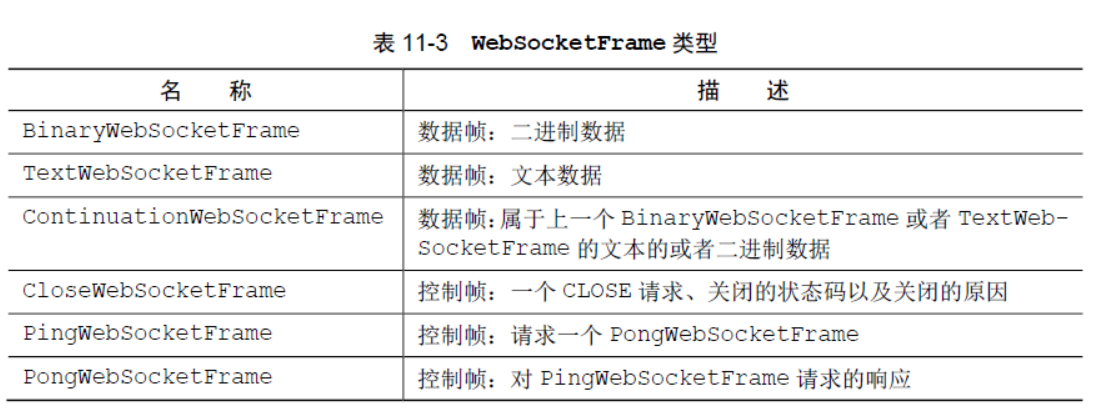 表 11-3 WebSocketFrame 类型
名 称 描 述
BinaryWebSocketFrame 数据帧：二进制数据
TextWebSocketFrame 数据帧：文本数据
ContinuationWebSocketFrame 数据帧：属于上一个 BinaryWebSocketFrame 或者 TextWeb-
SocketFrame 的文本的或者二进制数据
CloseWebSocketFrame 控制帧：一个 CLOSE 请求、关闭的状态码以及关闭的原因
PingWebSocketFrame 控制帧：请求一个 PongWebSocketFrame
PongWebSocketFrame 控制帧：对 PingWebSocketFrame 请求的响应